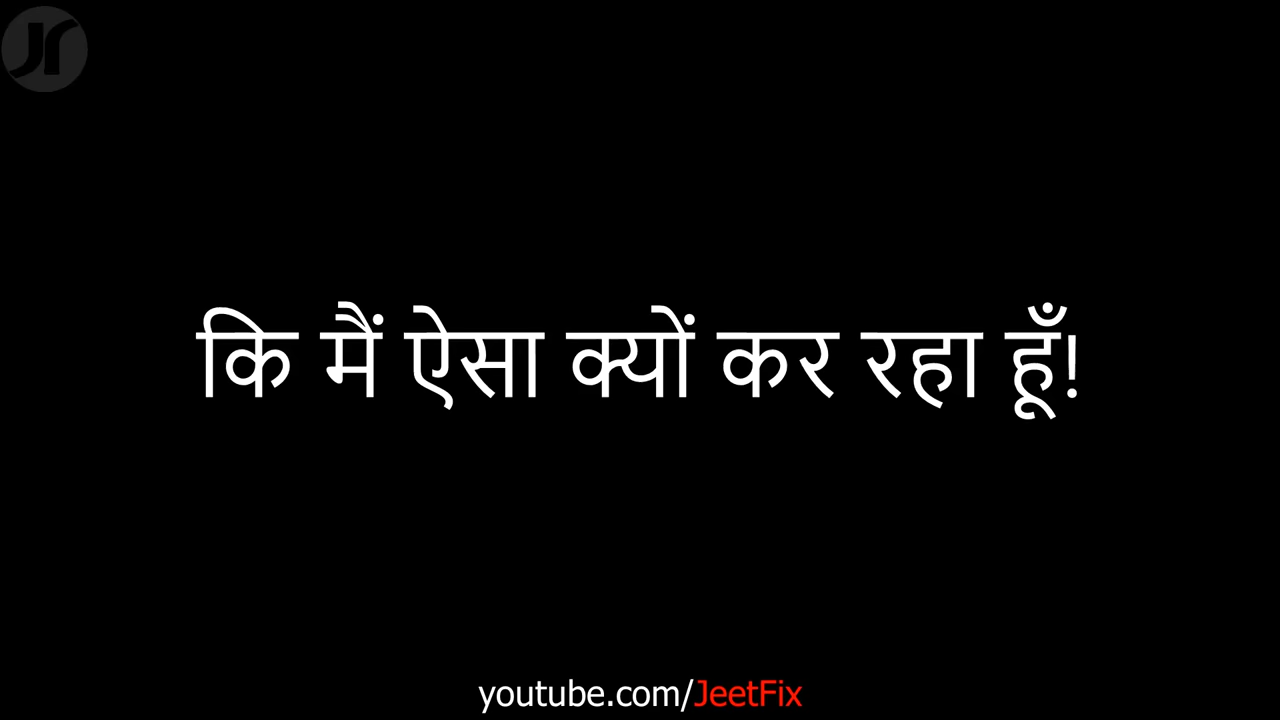 कि मैं ऐसा क्यों कर रहा हूँ!
youtube.com/JeetFix